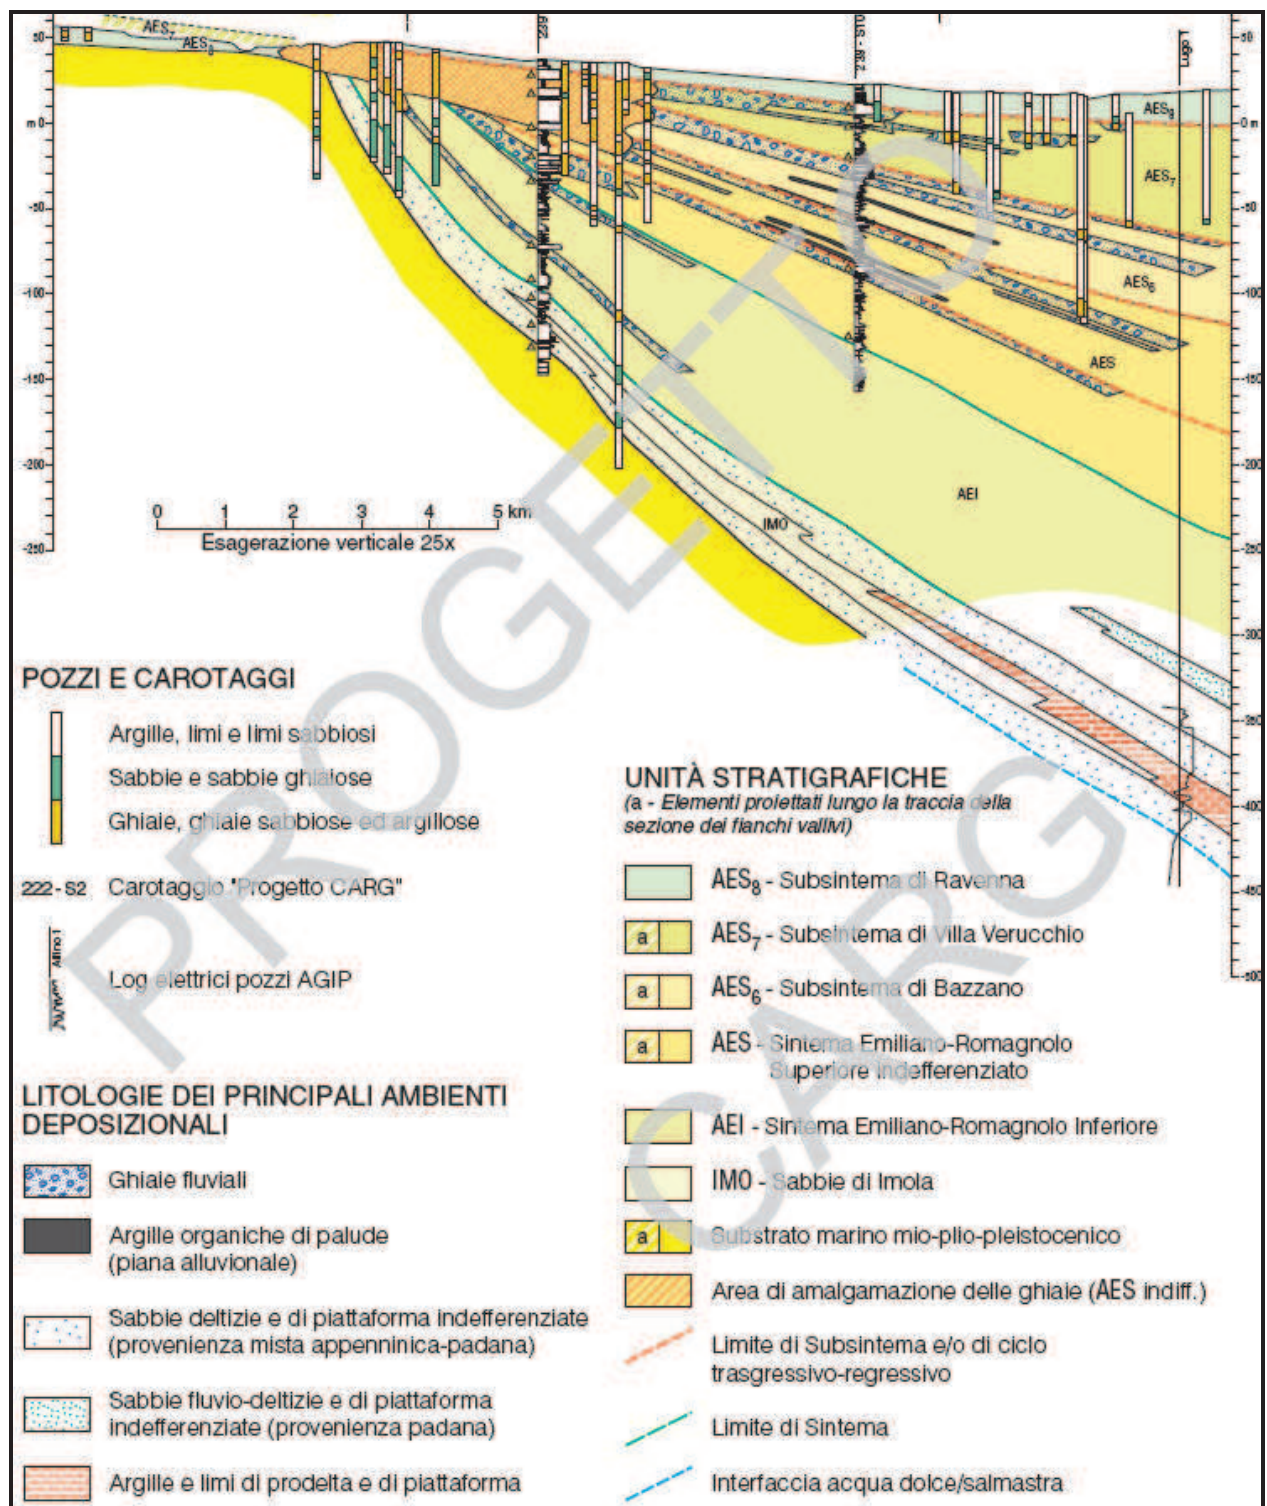 AES7
AES8
239
239 - S10
Lugo 1
50
m 0
-50
-100
-150
-200
-250
50
0 m
-50
-100
-150
-200
-250
-300
-350
-400
-450
-500
AES8
AES7
AES6
AES
AEI
IMO
0 1 2 3 4 5 km
Esagerazione verticale 25x
PROGETTO
CARG
POZZI E CAROTAGGI
Argille, limi e limi sabbiosi
Sabbie e sabbie ghiaiose
Ghiaie, ghiaie sabbiose ed argillose
222 - S2 Carotaggio "Progetto CARG"
Log elettrici pozzi AGIP
LITOLOGIE DEI PRINCIPALI AMBIENTI
DEPOSIZIONALI
Ghiaie fluviali
Argille organiche di palude
(piana alluvionale)
Sabbie deltizie e di piattaforma indefferenziate
(provenienza mista appenninica-padana)
Sabbie fluvio-deltizie e di piattaforma
indefferenziate (provenienza padana)
Argille e limi di prodelta e di piattaforma
UNITÀ STRATIGRAFICHE
(a - Elementi proiettati lungo la traccia della
sezione dei fianchi vallivi)
AES8 - Subsintema di Ravenna
a AES7 - Subsintema di Villa Verucchio
a AES6 - Subsintema di Bazzano
a AES - Sintema Emiliano-Romagnolo
Superiore indefferenziato
AEI - Sintema Emiliano-Romagnolo Inferiore
IMO - Sabbie di Imola
a Substrato marino mio-plio-pleistocenico
Area di amalgamazione delle ghiaie (AES indiff.)
Limite di Subsintema e/o di ciclo
trasgressivo-regressivo
Limite di Sintema
Interfaccia acqua dolce/salmastra